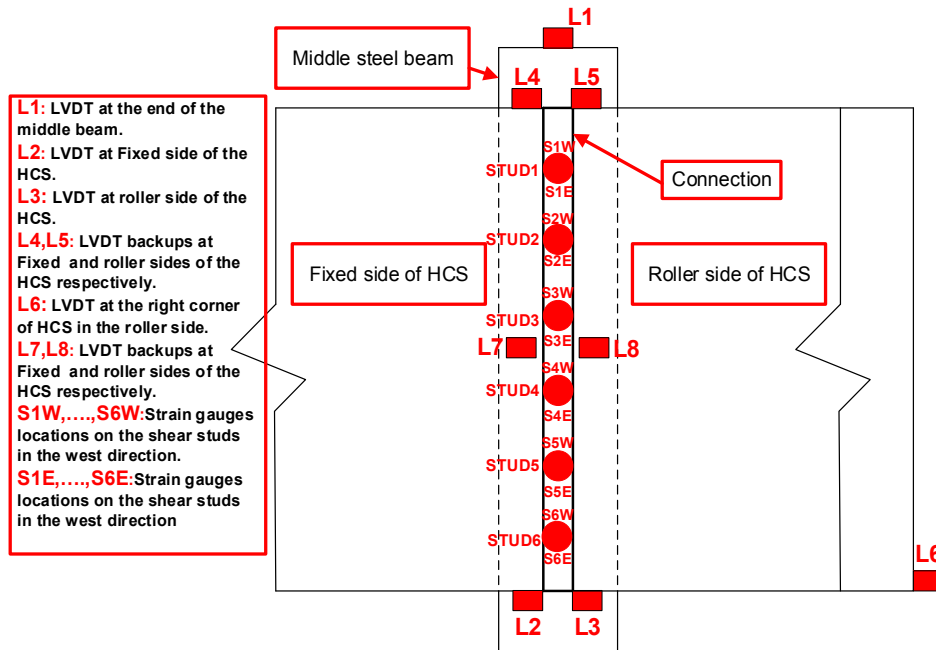 L1
Middle steel beam
L4
L5
L1: LVDT at the end of the
middle beam.
L2: LVDT at Fixed side of the
HCS.
L3: LVDT at roller side of the
HCS.
L4,L5: LVDT backups at
Fixed and roller sides of the
HCS respectively.
L6: LVDT at the right corner
of HCS in the roller side.
L7,L8: LVDT backups at
Fixed and roller sides of the
HCS respectively.
S1W,....,S6W:Strain gauges
locations on the shear studs
in the west direction.
S1E,....,S6E:Strain gauges
locations on the shear studs
in the west direction
S1W
STUD1
S1E
Connection
S2W
STUD2
S2E
Fixed side of HCS
Roller side of HCS
S3W
STUD3
S3E
L7
L8
S4W
STUD4
S4E
S5W
STUD5
S5E
S6W
STUD6
S6E
L6
L2
L3